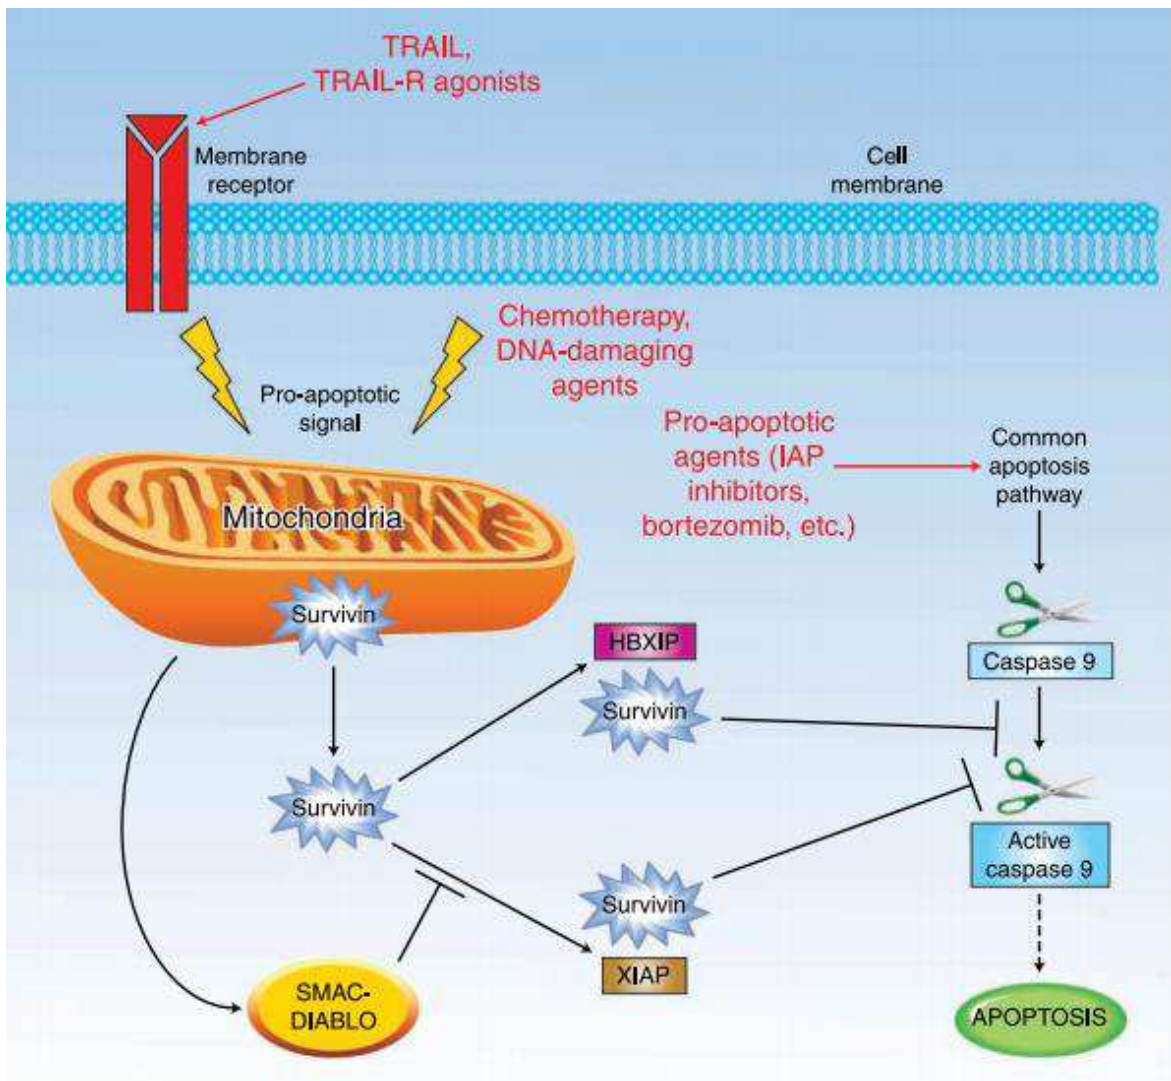 TRAIL,
TRAIL-R agonists
Membrane
receptor
Cell
membrane
Chemotherapy,
DNA-damaging
agents
Pro-apoptotic
signal
Pro-apoptotic
agents (IAP
inhibitors,
bortezomib, etc.)
Common
apoptosis
pathway
Mitochondria
Survivin
HBXIP
Caspase 9
Survivin
Survivin
Active
caspase 9
Survivin
XIAP
SMAC-
DIABLO
APOPTOSIS